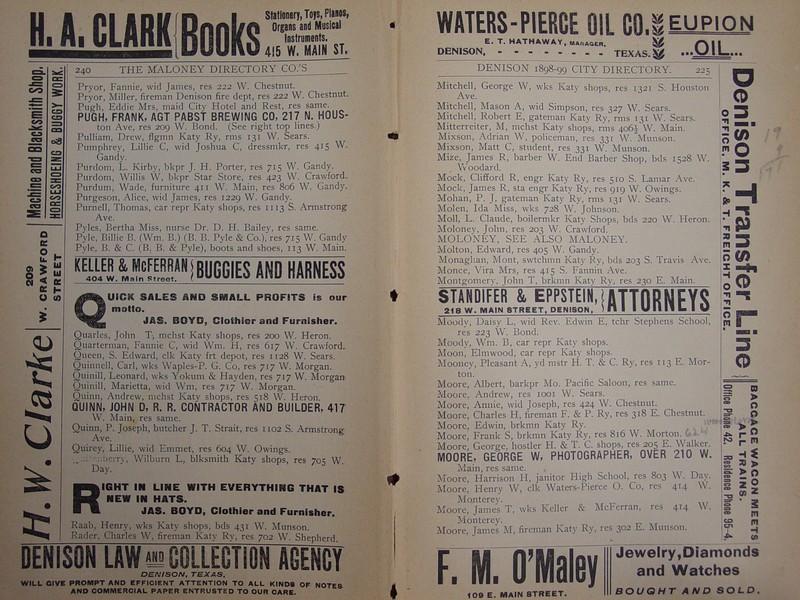 H. A. CLARK Books
Stationery, Toys, Pianos,
Organs and Musical
Instruments.
415 W. MAIN ST.
240 THE MALONEY DIRECTORY CO.'S
Pryor, Fannie, wid James, res 222 W. Chestnut.
Pryor, Miller, fireman Denison fire dept, res 222 W. Chestnut.
Pugh, Eddie Mrs, maid City Hotel and Rest, res same.
PUGH, FRANK, AGT PABST BREWING CO, 217 N. HOUS-
ton Ave, res 209 W. Bond. (See right top lines.)
Pulliam, Drew, flgmn Katy Ry, rms 131 W. Sears.
Pumphrey, Lillie C, wid Joshua C, dressmkr, res 415 W.
Gandy.
Purdom, L. Kirby, bkpr J. H. Porter, res 715 W. Gandy.
Purdom, Willis W, bkpr Star Store, res 423 W. Crawford.
Purdum, Wade, furniture 411 W. Main, res 806 W. Gandy.
Purgeson, Alice, wid James, res 1229 W. Gandy.
Purnell, Thomas, car repr Katy shops, res 1113 S. Armstrong
Ave.
Pyles, Bertha Miss, nurse Dr. D. H. Bailey, res same.
Pyle, Billie B. (Wm. B.) (B. B. Pyle & Co.), res 715 W. Gandy
Pyle, B. & C. (B. B. & Pyle), boots and shoes, 113 W. Main.
KELLER & McFERRAN BUGGIES AND HARNESS
404 W. Main Street.
QUICK SALES AND SMALL PROFITS is our
motto.
JAS. BOYD, Clothier and Furnisher.
Quarles, John T, mchst Katy shops, res 200 W. Heron.
Quarterman, Fannie C, wid Wm. H, res 617 W. Crawford.
Queen, S. Edward, clk Katy frt depot, res 1128 W. Sears.
Quinnell, Carl, wks Waples-P. G. Co, res 717 W. Morgan.
Quinill, Leonard, wks Yokum & Hayden, res 717 W. Morgan
Quinill, Marietta, wid Wm, res 717 W. Morgan.
Quinn, Andrew, mchst Katy shops, res 518 W. Heron.
QUINN, JOHN D, R. R. CONTRACTOR AND BUILDER, 417
W. Main, res same.
Quinn, P. Joseph, butcher J. T. Strait, res 1102 S. Armstrong
Ave.
Quirey, Lillie, wid Emmet, res 604 W. Owings.
Wilburn L, blksmith Katy shops, res 705 W.
Day.
RIGHT IN LINE WITH EVERYTHING THAT IS
NEW IN HATS.
JAS. BOYD, Clothier and Furnisher.
Raab, Henry, wks Katy shops, bds 431 W. Munson.
Rader, Charles W, fireman Katy Ry, res 702 W. Shepherd.
DENISON LAW AND COLLECTION AGENCY
DENISON, TEXAS,
WILL GIVE PROMPT AND EFFICIENT ATTENTION TO ALL KINDS OF NOTES
AND COMMERCIAL PAPER ENTRUSTED TO OUR CARE.
H. W. Clarke
209
W. CRAWFORD
STREET
Machine and Blacksmith Shop.
HORSESHOEING & BUGGY WORK.
WATERS-PIERCE OIL CO. EUPION
E. T. HATHAWAY, MANAGER.
DENISON, - - - - - - - - TEXAS. ...OIL...
DENISON 1898-99 CITY DIRECTORY. 225
Mitchell, George W, wks Katy shops, res 1321 S. Houston
Ave.
Mitchell, Mason A, wid Simpson, res 327 W. Sears.
Mitchell, Robert E, gateman Katy Ry, rms 131 W. Sears.
Mitterreiter, M, mchst Katy shops, rms 406½ W. Main.
Mixson, Adrian W, policeman, res 331 W. Munson.
Mixson, Matt C, student, res 331 W. Munson.
Mize, James R, barber W. End Barber Shop, bds 1528 W.
Woodard.
Mock, Clifford R, engr Katy Ry, res 510 S. Lamar Ave.
Mock, James R, sta engr Katy Ry, res 919 W. Owings.
Mohan, P. J, gateman Katy Ry, rms 131 W. Sears.
Molen, Ida Miss, wks 728 W. Johnson.
Moll, L. Claude, boilermkr Katy Shops, bds 220 W. Heron.
Moloney, John, res 203 W. Crawford.
MOLONEY, SEE ALSO MALONEY.
Molton, Edward, res 405 W. Gandy.
Monaghan, Mont, swtchmn Katy Ry, bds 203 S. Travis Ave.
Monce, Vira Mrs, res 415 S. Fannin Ave.
Montgomery, John T, brkmn Katy Ry, res 230 E. Main.
STANDIFER & EPPSTEIN, ATTORNEYS
218 W. MAIN STREET, DENISON,
Moody, Daisy L, wid Rev. Edwin E, tchr Stephens School,
res 223 W. Bond.
Moody, Wm. B, car repr Katy shops.
Moon, Elmwood, car repr Katy shops.
Mooney, Pleasant A, yd mstr H. T. & C. Ry, res 113 E. Mor-
ton.
Moore, Albert, barkpr Mo. Pacific Saloon, res same.
Moore, Andrew, res 1001 W. Sears.
Moore, Annie, wid Joseph, res 424 W. Chestnut.
Moore, Charles H, fireman F. & P. Ry, res 318 E. Chestnut.
Moore, Edwin, brkmn Katy Ry.
Moore, Frank S, brkmn Katy Ry, res 816 W. Morton.
Moore, George, hostler H. & T. C. shops, res 205 E. Walker.
MOORE, GEORGE W, PHOTOGRAPHER, OVER 210 W.
Main, res same.
Moore, Harrison H, janitor High School, res 803 W. Day.
Moore, Henry W, clk Waters-Pierce O. Co, res 414 W.
Monterey.
Moore, James T, wks Keller & McFerran, res 414 W.
Monterey.
Moore, James M, fireman Katy Ry, res 302 E. Munson.
F. M. O'Maley
109 E. MAIN STREET.
Jewelry, Diamonds
and Watches
BOUGHT AND SOLD.
Denison Transfer Line
OFFICE, M. K. & T. FREIGHT OFFICE.
BAGGAGE WAGON MEETS
ALL TRAINS.
Office Phone 42. Residence Phone 95-4.